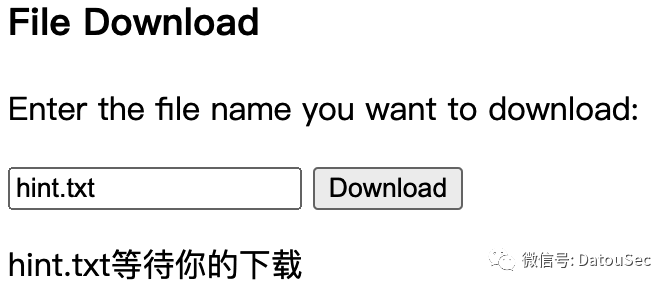 File Download
Enter the file name you want to download:
hint.txt Download
hint.txt等待你的下载
微信号: DatouSec